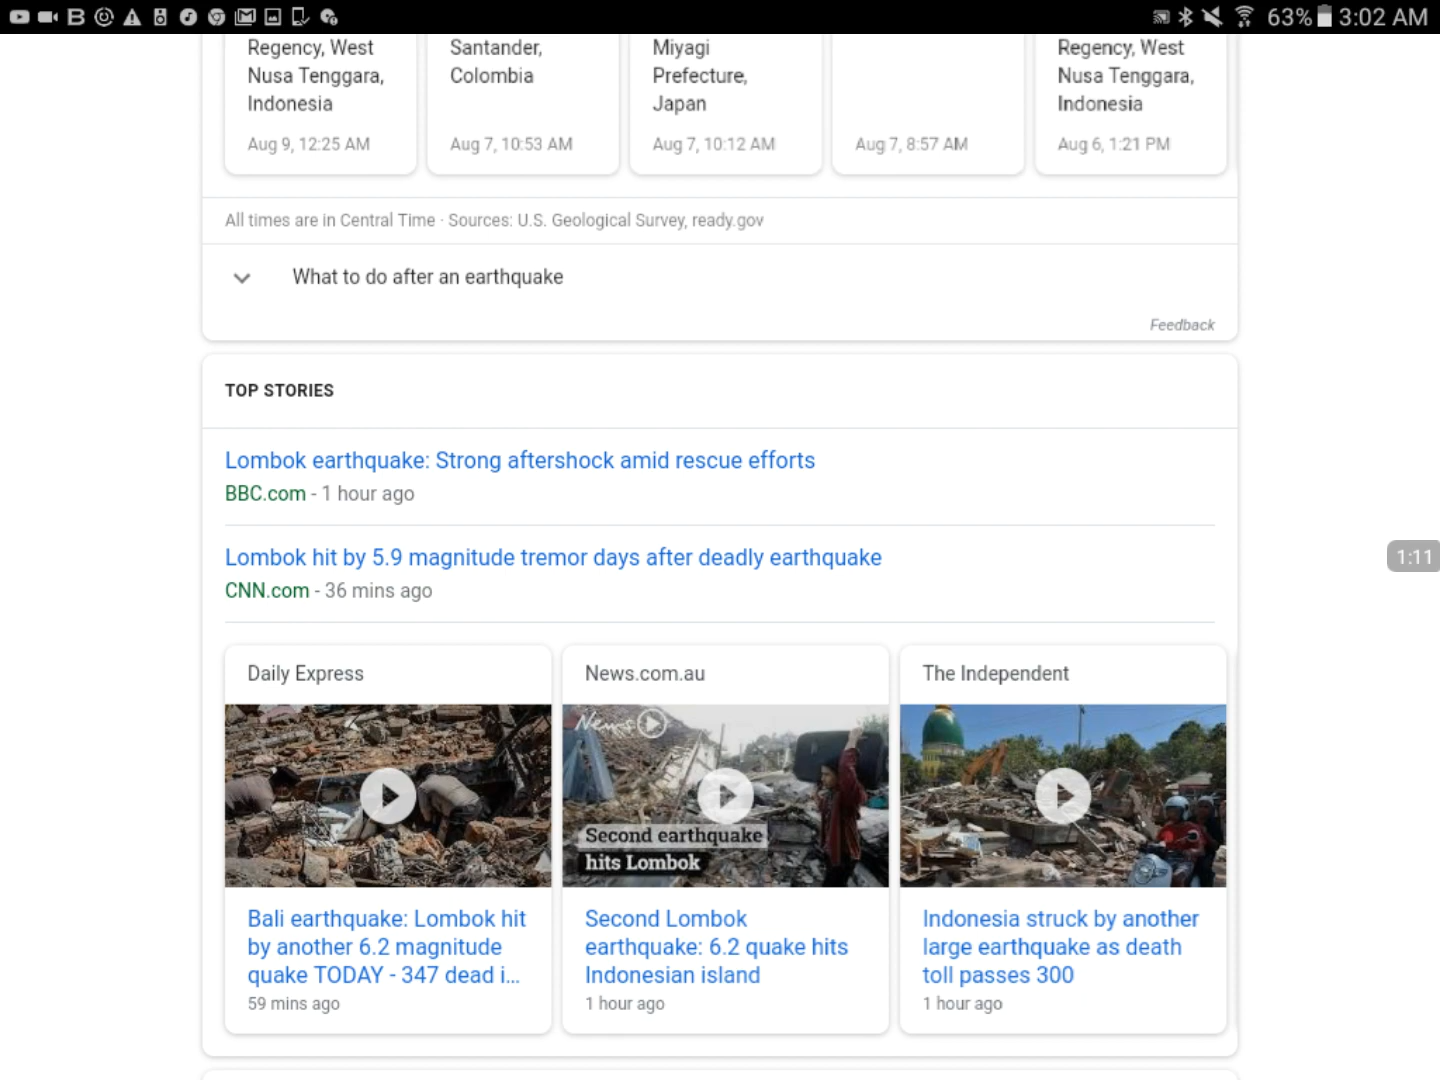 63% 3:02 AM
Regency, West
Nusa Tenggara,
Indonesia
Aug 9, 12:25 AM
Santander,
Colombia
Aug 7, 10:53 AM
Miyagi
Prefecture,
Japan
Aug 7, 10:12 AM
Aug 7, 8:57 AM
Regency, West
Nusa Tenggara,
Indonesia
Aug 6, 1:21 PM
All times are in Central Time · Sources: U.S. Geological Survey, ready.gov
What to do after an earthquake
Feedback
TOP STORIES
Lombok earthquake: Strong aftershock amid rescue efforts
BBC.com - 1 hour ago
1:11
Lombok hit by 5.9 magnitude tremor days after deadly earthquake
CNN.com - 36 mins ago
Daily Express
Bali earthquake: Lombok hit
by another 6.2 magnitude
quake TODAY - 347 dead i...
59 mins ago
News.com.au
News
Second earthquake
hits Lombok
Second Lombok
earthquake: 6.2 quake hits
Indonesian island
1 hour ago
The Independent
Indonesia struck by another
large earthquake as death
toll passes 300
1 hour ago